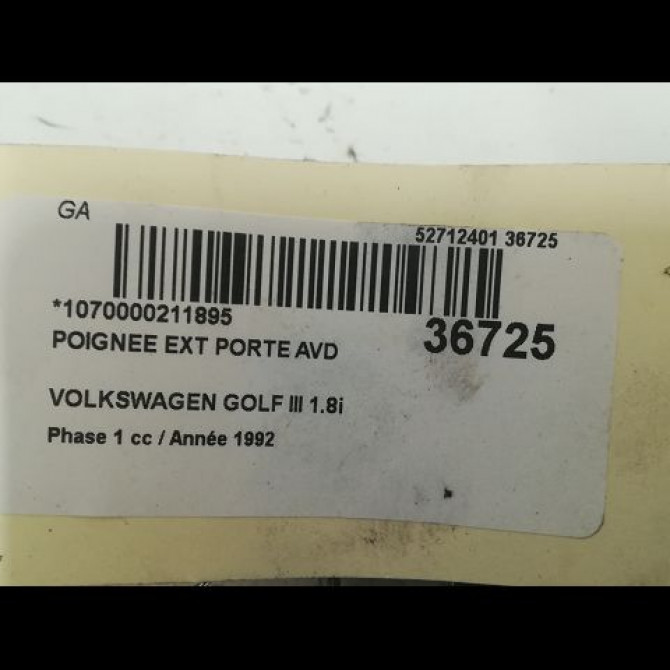 GA
52712401 36725
*1070000211895
36725
POIGNEE EXT PORTE AVD
VOLKSWAGEN GOLF III 1.8i
Phase 1 cc / Année 1992